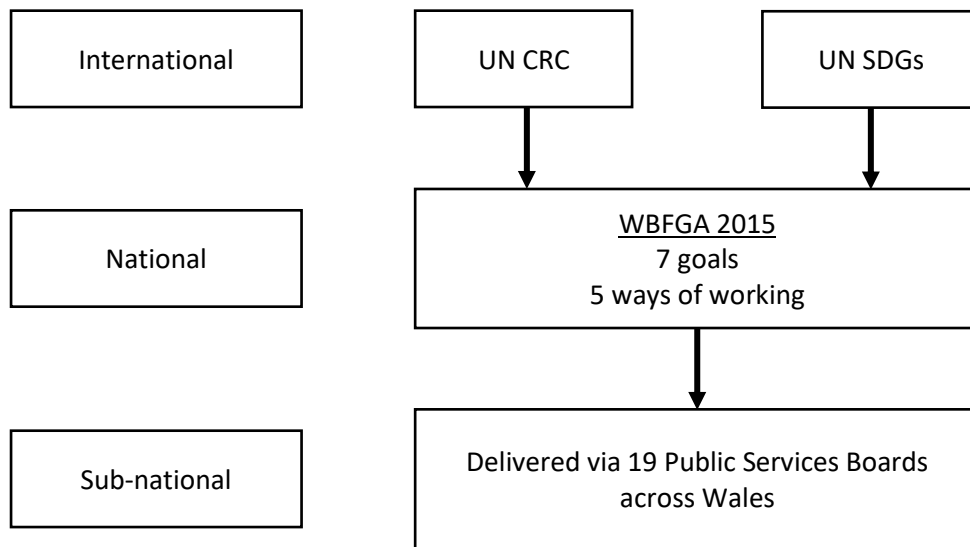 International
UN CRC
UN SDGs
National
WBFGA 2015
7 goals
5 ways of working
Sub-national
Delivered via 19 Public Services Boards
across Wales